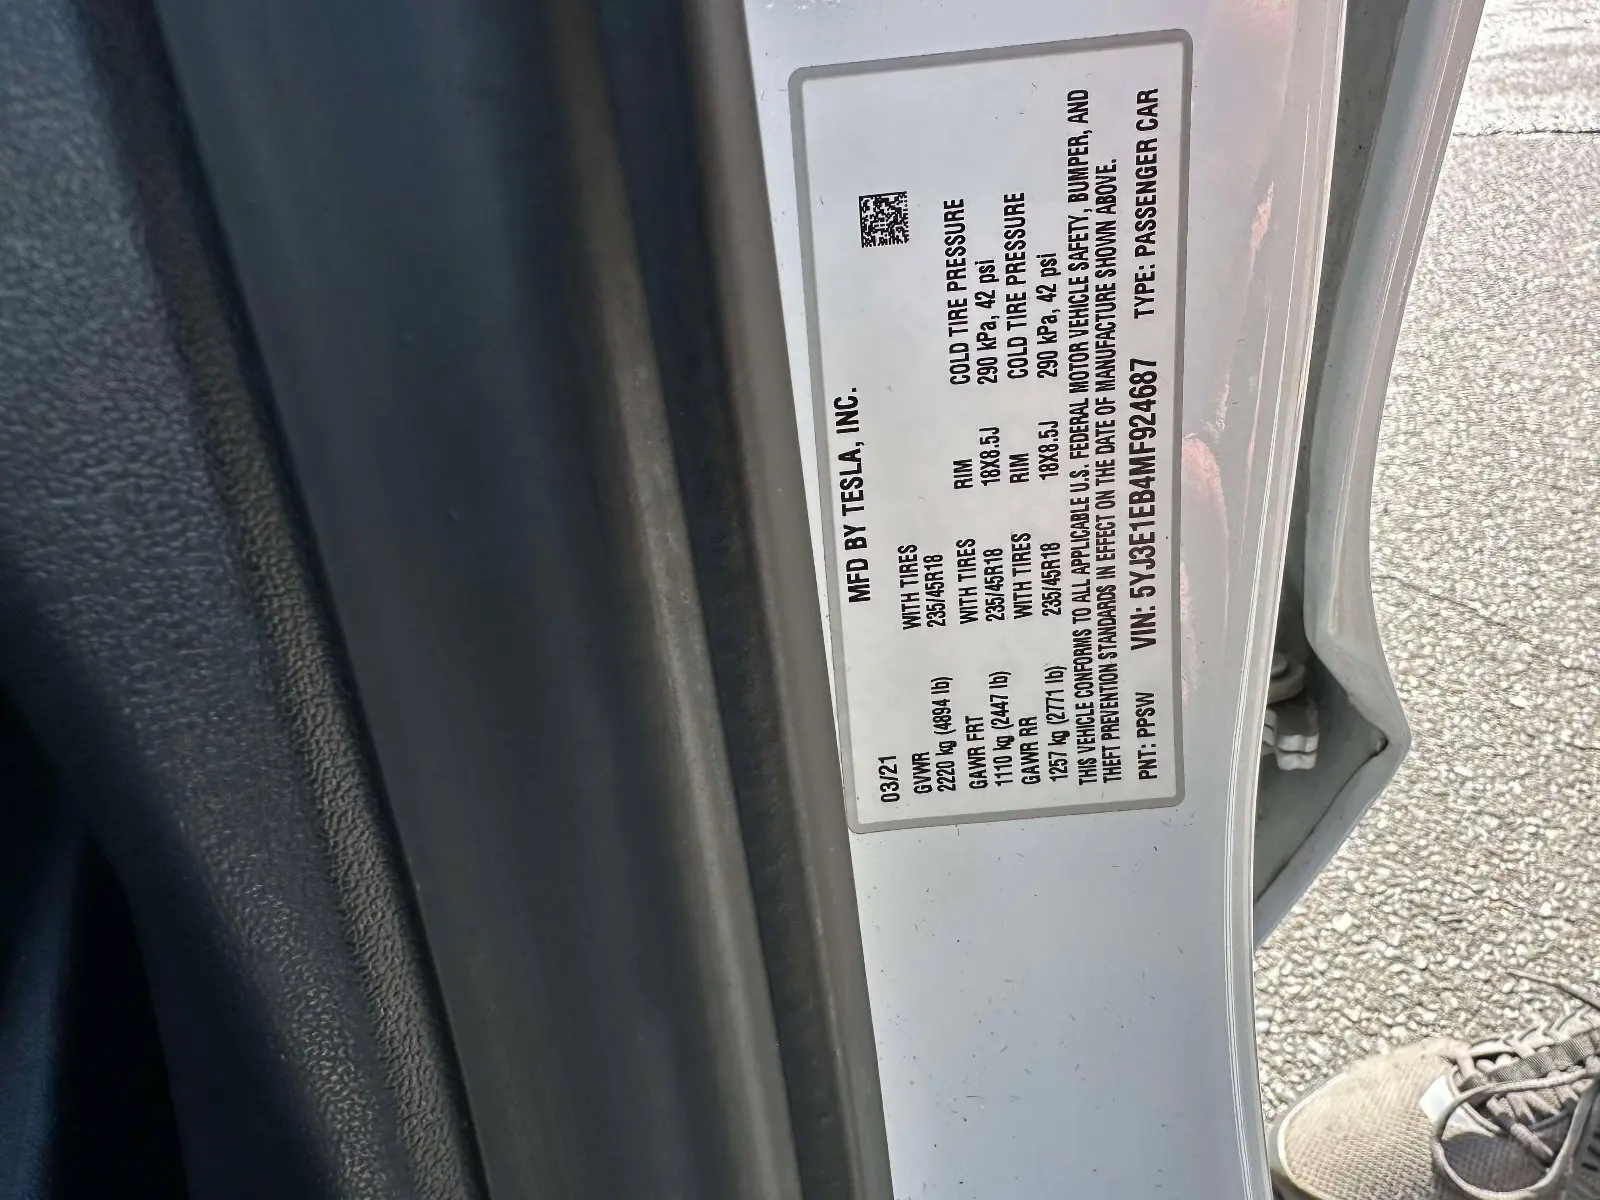 MFD BY TESLA, INC.
03/21
GVWR WITH TIRES
2220 kg (4894 lb) 235/45R18
GAWR FRT WITH TIRES RIM COLD TIRE PRESSURE
1110 kg (2447 lb) 235/45R18 18X8.5J 290 kPa, 42 psi
GAWR RR WITH TIRES RIM COLD TIRE PRESSURE
1257 kg (2771 lb) 235/45R18 18X8.5J 290 kPa, 42 psi
THIS VEHICLE CONFORMS TO ALL APPLICABLE U.S. FEDERAL MOTOR VEHICLE SAFETY, BUMPER, AND
THEFT PREVENTION STANDARDS IN EFFECT ON THE DATE OF MANUFACTURE SHOWN ABOVE.
PNT: PPSW VIN: 5YJ3E1EB4MF924687 TYPE: PASSENGER CAR